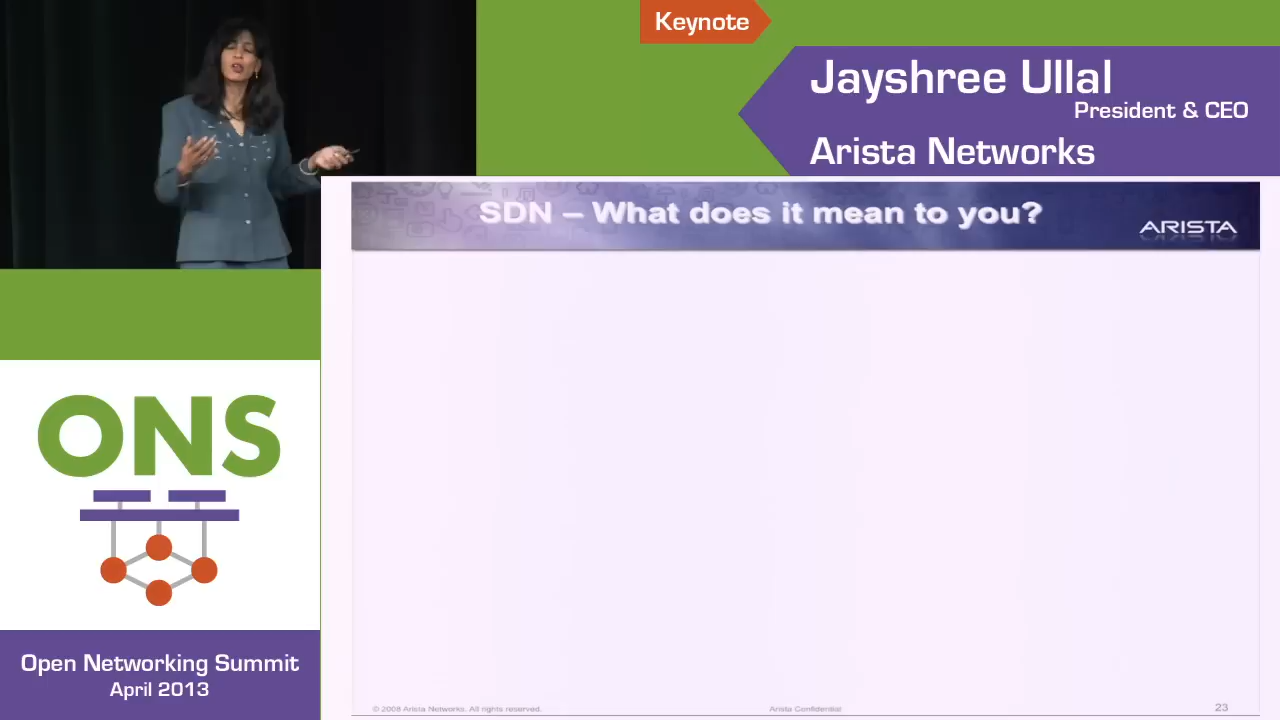 Keynote
Jayshree Ullal
President & CEO
Arista Networks
SDN – What does it mean to you?
ARISTA
ONS
Open Networking Summit
April 2013
© 2008 Arista Networks. All rights reserved.
Arista Confidential
23